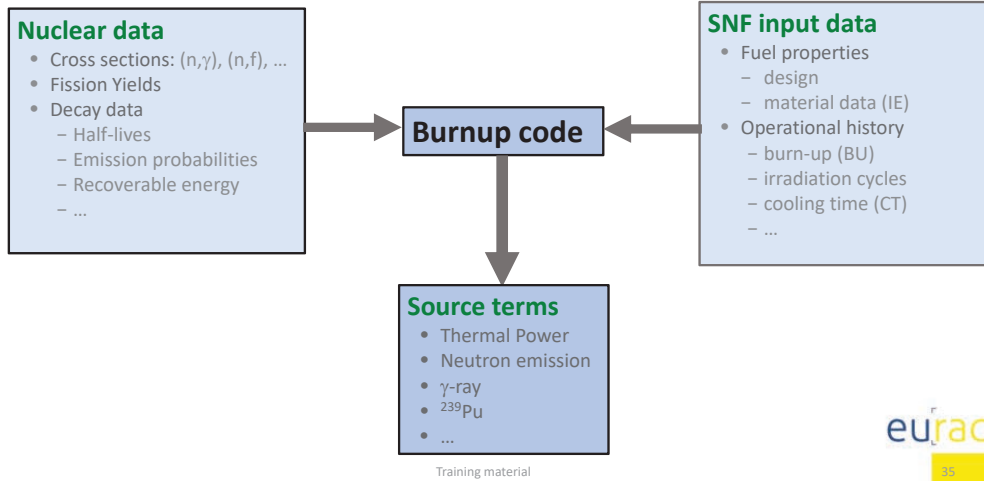 Nuclear data
• Cross sections: (n,γ), (n,f), ...
• Fission Yields
• Decay data
− Half-lives
− Emission probabilities
− Recoverable energy
− ...
Burnup code
SNF input data
• Fuel properties
− design
− material data (IE)
• Operational history
− burn-up (BU)
− irradiation cycles
− cooling time (CT)
− ...
Source terms
• Thermal Power
• Neutron emission
• γ-ray
• ²³⁹Pu
• ...
Training material
eurac
35